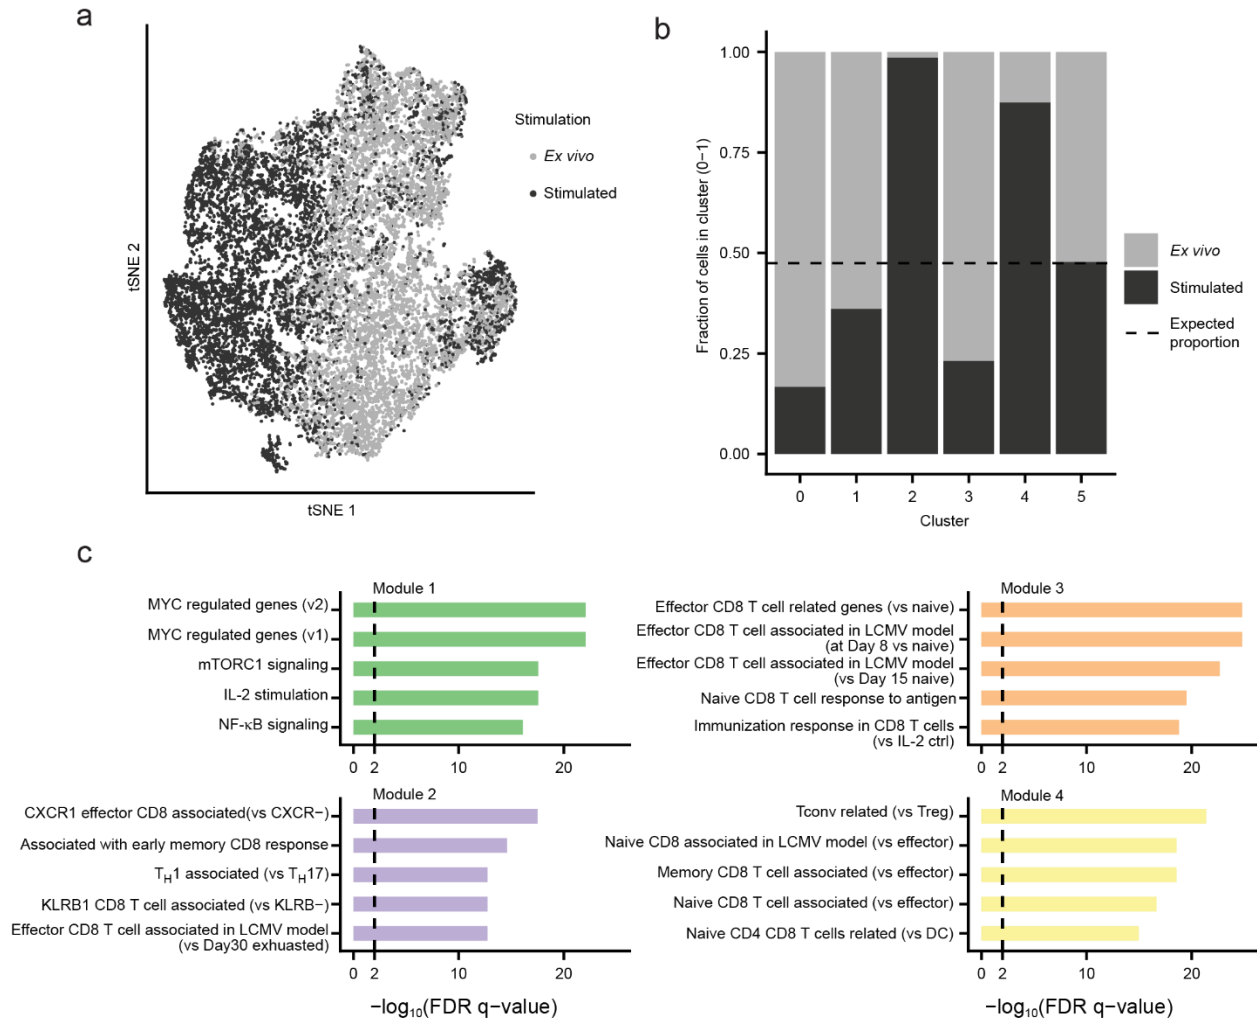 a
tSNE 2
tSNE 1
Stimulation
Ex vivo
Stimulated
b
Fraction of cells in cluster (0−1)
1.00
0.75
0.50
0.25
0.00
0 1 2 3 4 5
Cluster
Ex vivo
Stimulated
Expected
proportion
c
Module 1
MYC regulated genes (v2)
MYC regulated genes (v1)
mTORC1 signaling
IL-2 stimulation
NF-κB signaling
0 2 10 20
Module 3
Effector CD8 T cell related genes (vs naive)
Effector CD8 T cell associated in LCMV model
(at Day 8 vs naive)
Effector CD8 T cell associated in LCMV model
(vs Day 15 naive)
Naive CD8 T cell response to antigen
Immunization response in CD8 T cells
(vs IL-2 ctrl)
0 2 10 20
Module 2
CXCR1 effector CD8 associated(vs CXCR−)
Associated with early memory CD8 response
TH1 associated (vs TH17)
KLRB1 CD8 T cell associated (vs KLRB−)
Effector CD8 T cell associated in LCMV model
(vs Day30 exhuasted)
0 2 10 20
−log10(FDR q−value)
Module 4
Tconv related (vs Treg)
Naive CD8 associated in LCMV model (vs effector)
Memory CD8 T cell associated (vs effector)
Naive CD8 T cell associated (vs effector)
Naive CD4 CD8 T cells related (vs DC)
0 2 10 20
−log10(FDR q−value)